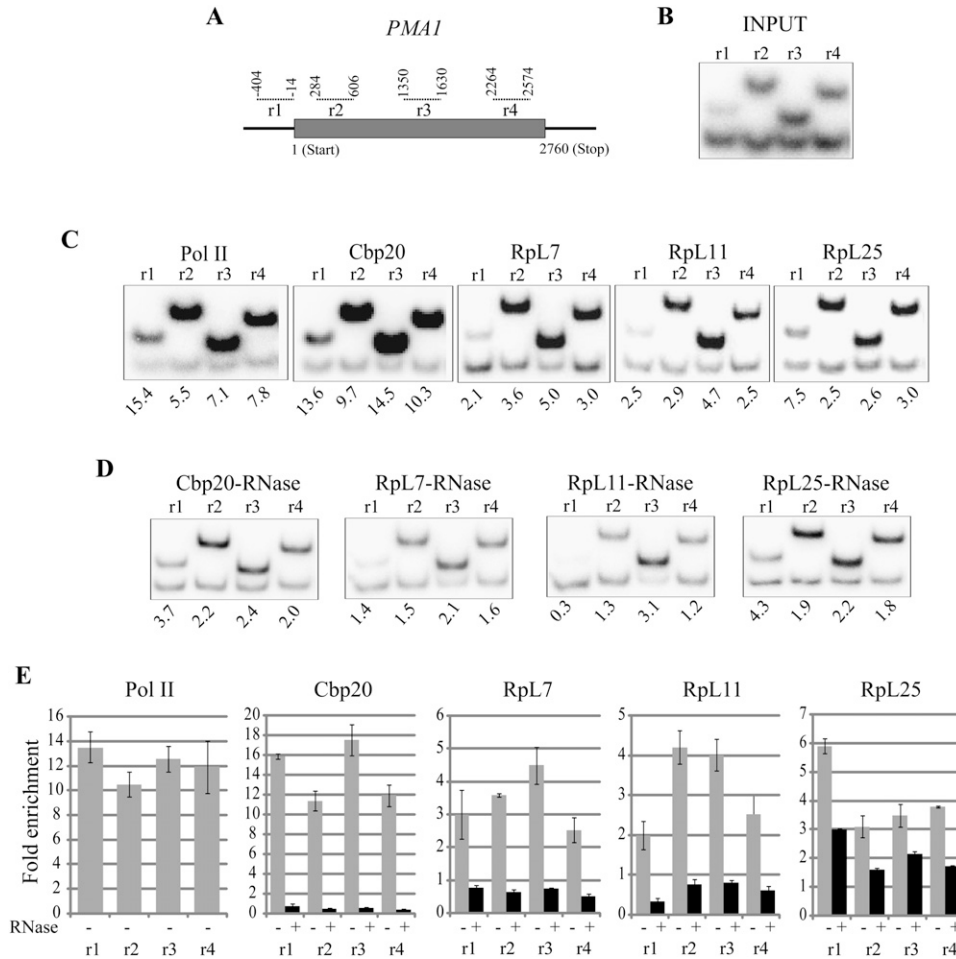 A
PMA1
-404 -14 284 606 1350 1630 2264 2574
r1 r2 r3 r4
1 (Start) 2760 (Stop)
B
INPUT
r1 r2 r3 r4
C
Pol II Cbp20 RpL7 RpL11 RpL25
r1 r2 r3 r4 r1 r2 r3 r4 r1 r2 r3 r4 r1 r2 r3 r4 r1 r2 r3 r4
15.4 5.5 7.1 7.8 13.6 9.7 14.5 10.3 2.1 3.6 5.0 3.0 2.5 2.9 4.7 2.5 7.5 2.5 2.6 3.0
D
Cbp20-RNase RpL7-RNase RpL11-RNase RpL25-RNase
r1 r2 r3 r4 r1 r2 r3 r4 r1 r2 r3 r4 r1 r2 r3 r4
3.7 2.2 2.4 2.0 1.4 1.5 2.1 1.6 0.3 1.3 3.1 1.2 4.3 1.9 2.2 1.8
E
Fold enrichment
Pol II
16
14
12
10
8
6
4
2
0
Cbp20
20
18
16
14
12
10
8
6
4
2
0
RpL7
6
5
4
3
2
1
0
RpL11
5
4
3
2
1
0
RpL25
7
6
5
4
3
2
1
0
RNase - - - - - + - + - + - + - + - + - + - + - + - + - + - + - + - + - + - +
r1 r2 r3 r4 r1 r2 r3 r4 r1 r2 r3 r4 r1 r2 r3 r4 r1 r2 r3 r4